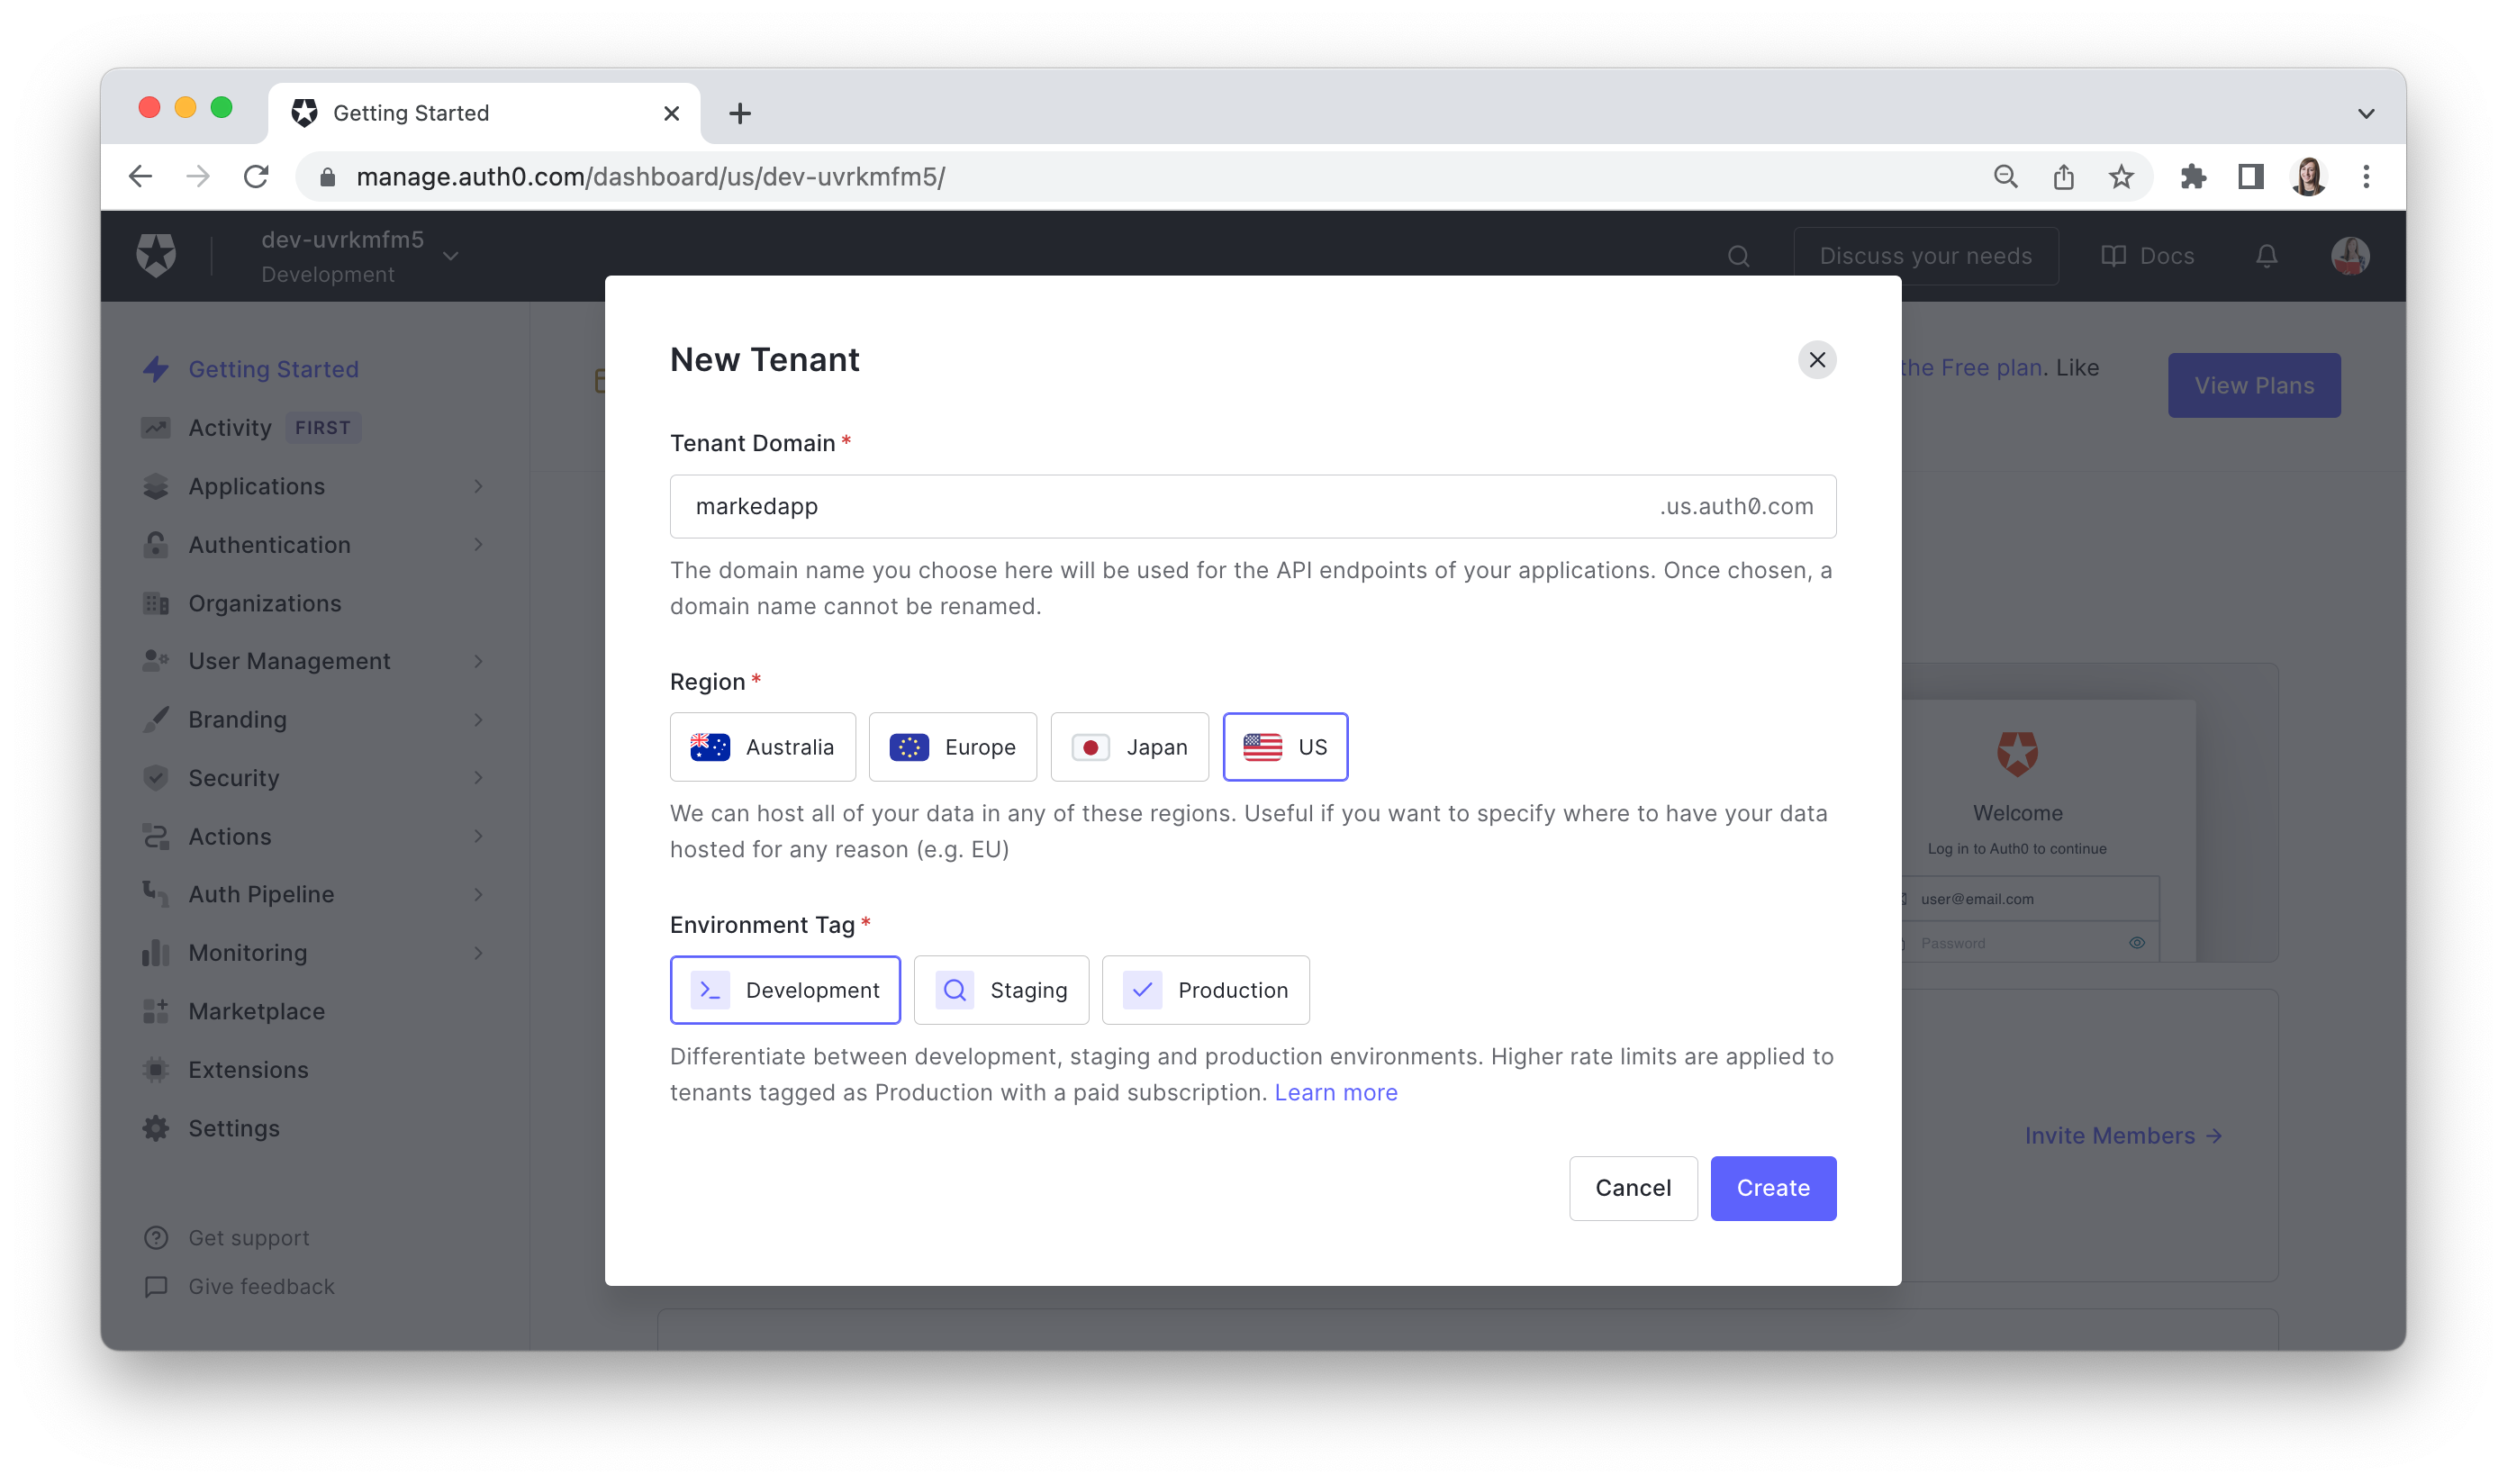 Getting Started
manage.auth0.com/dashboard/us/dev-uvrkmfm5/
dev-uvrkmfm5
Development
Discuss your needs
Docs
Getting Started
Activity FIRST
Applications
Authentication
Organizations
User Management
Branding
Security
Actions
Auth Pipeline
Monitoring
Marketplace
Extensions
Settings
Get support
Give feedback
New Tenant
Tenant Domain *
markedapp .us.auth0.com
The domain name you choose here will be used for the API endpoints of your applications. Once chosen, a
domain name cannot be renamed.
Region *
Australia Europe Japan US
We can host all of your data in any of these regions. Useful if you want to specify where to have your data
hosted for any reason (e.g. EU)
Environment Tag *
Development Staging Production
Differentiate between development, staging and production environments. Higher rate limits are applied to
tenants tagged as Production with a paid subscription. Learn more
Cancel Create
the Free plan. Like
View Plans
Welcome
Log in to Auth0 to continue
user@email.com
Password
Invite Members →